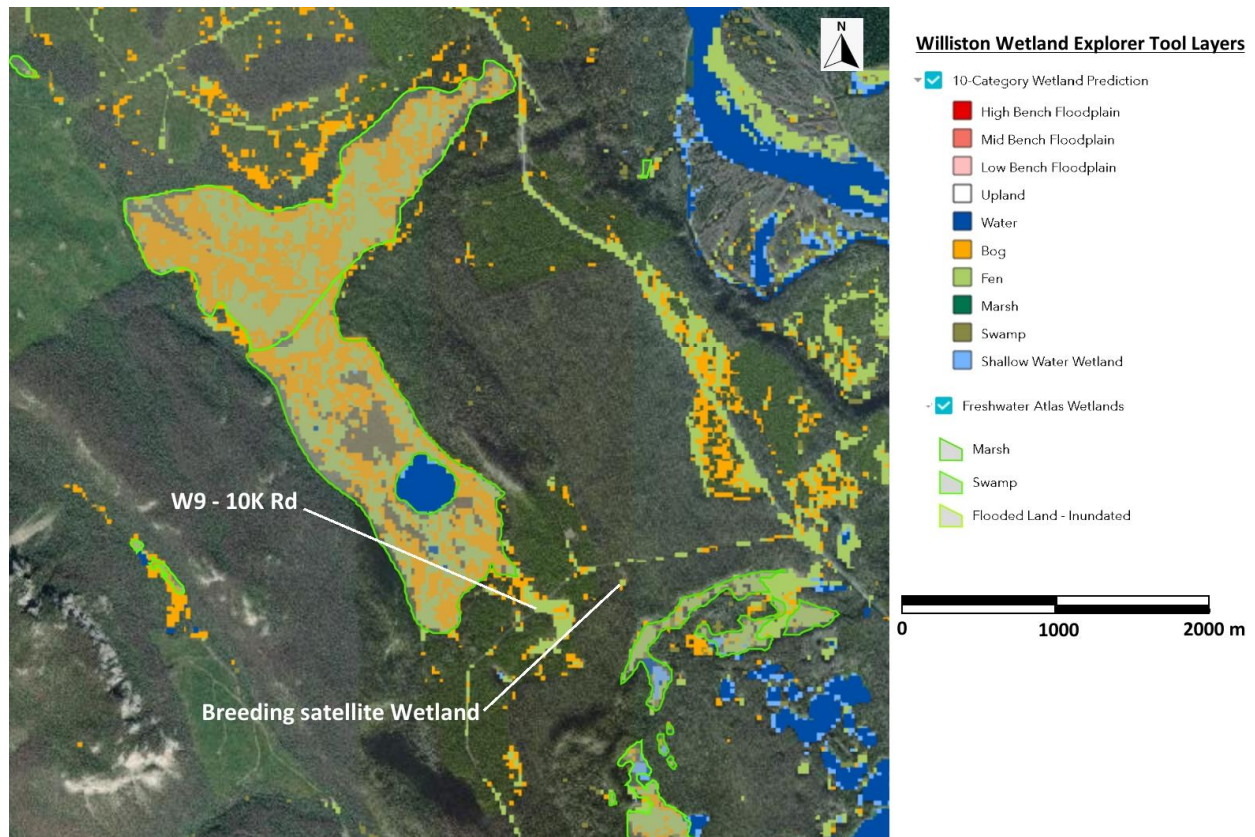 N
W9 - 10K Rd
Breeding satellite Wetland
Williston Wetland Explorer Tool Layers
10-Category Wetland Prediction
High Bench Floodplain
Mid Bench Floodplain
Low Bench Floodplain
Upland
Water
Bog
Fen
Marsh
Swamp
Shallow Water Wetland
Freshwater Atlas Wetlands
Marsh
Swamp
Flooded Land - Inundated
0 1000 2000 m